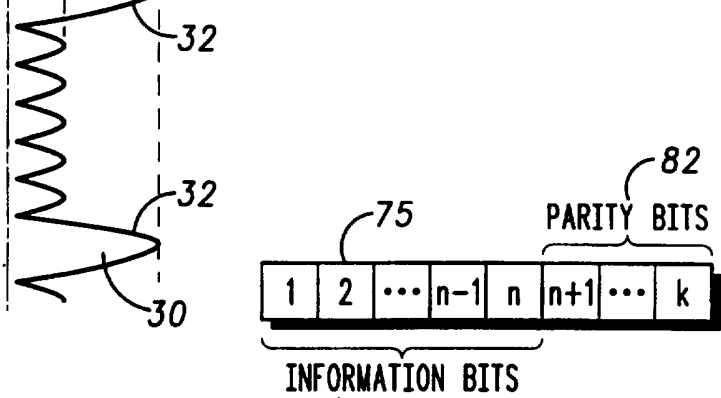 32
82
32
75
PARITY BITS
1 2 ••• n-1 n n+1 ••• k
30
INFORMATION BITS